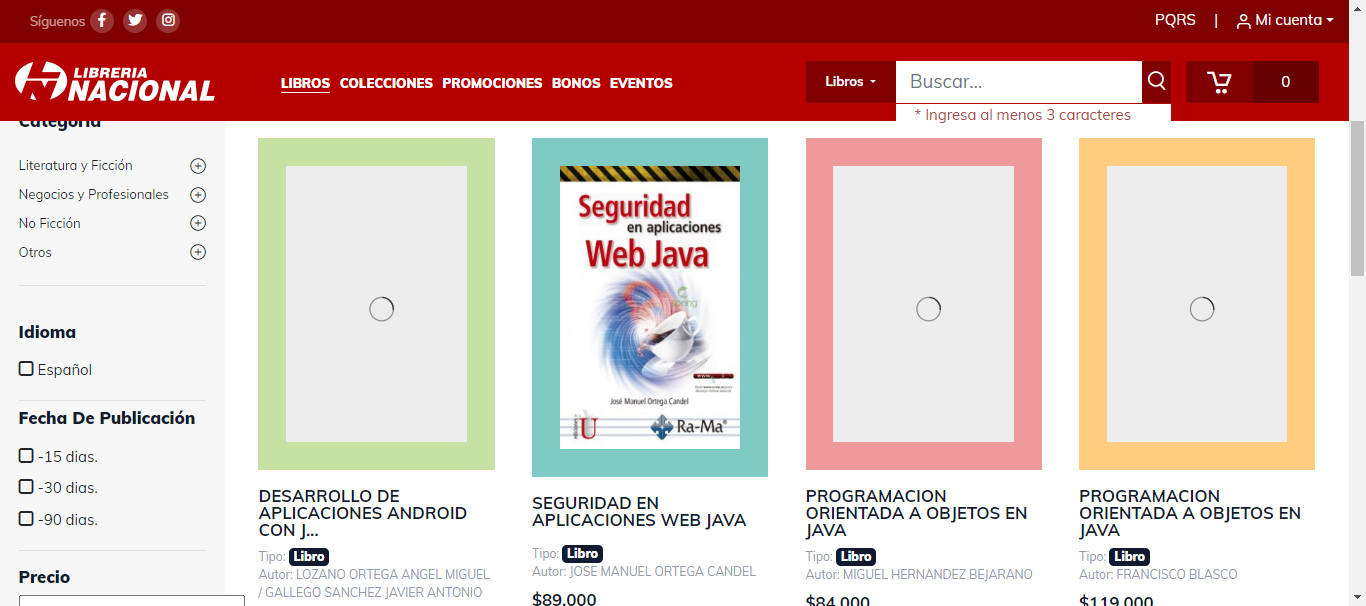 Síguenos
PQRS | Mi cuenta
LIBRERIA
NACIONAL
LIBROS COLECCIONES PROMOCIONES BONOS EVENTOS
Libros
Buscar...
0
* Ingresa al menos 3 caracteres
Categoría
Literatura y Ficción
Negocios y Profesionales
No Ficción
Otros
Idioma
Español
Fecha De Publicación
-15 dias.
-30 dias.
-90 dias.
Precio
DESARROLLO DE
APLICACIONES ANDROID
CON J...
Tipo: Libro
Autor: LOZANO ORTEGA ANGEL MIGUEL
/ GALLEGO SANCHEZ JAVIER ANTONIO
Seguridad
en aplicaciones
Web Java
spring
José Manuel Ortega Candel
ediciones
U
Ra-Ma®
SEGURIDAD EN
APLICACIONES WEB JAVA
Tipo: Libro
Autor: JOSE MANUEL ORTEGA CANDEL
$89.000
PROGRAMACION
ORIENTADA A OBJETOS EN
JAVA
Tipo: Libro
Autor: MIGUEL HERNANDEZ BEJARANO
$84.000
PROGRAMACION
ORIENTADA A OBJETOS EN
JAVA
Tipo: Libro
Autor: FRANCISCO BLASCO
$119.000